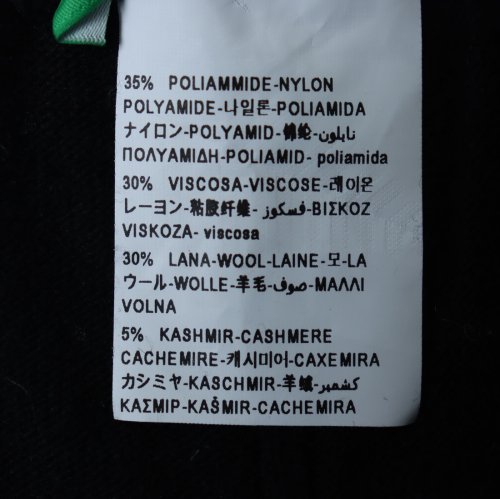 35% POLIAMMIDE-NYLON
POLYAMIDE-나일론-POLIAMIDA
ナイロン-POLYAMID-锦纶-نايلون
ΠΟΛΥΑΜΙΔΗ-POLIAMID- poliamida
30% VISCOSA-VISCOSE-레이온
レーヨン-粘胶纤维-فسكوز-ΒΙΣΚΟΖ
VISKOZA- viscosa
30% LANA-WOOL-LAINE-모-LA
ウール-WOLLE-羊毛-صوف-ΜΑΛΛΙ
VOLNA
5% KASHMIR-CASHMERE
CACHEMIRE-캐시미어-CAXEMIRA
カシミヤ-KASCHMIR-羊绒-كشمير
ΚΑΣΜΙΡ-KAŠMIR-CACHEMIRA